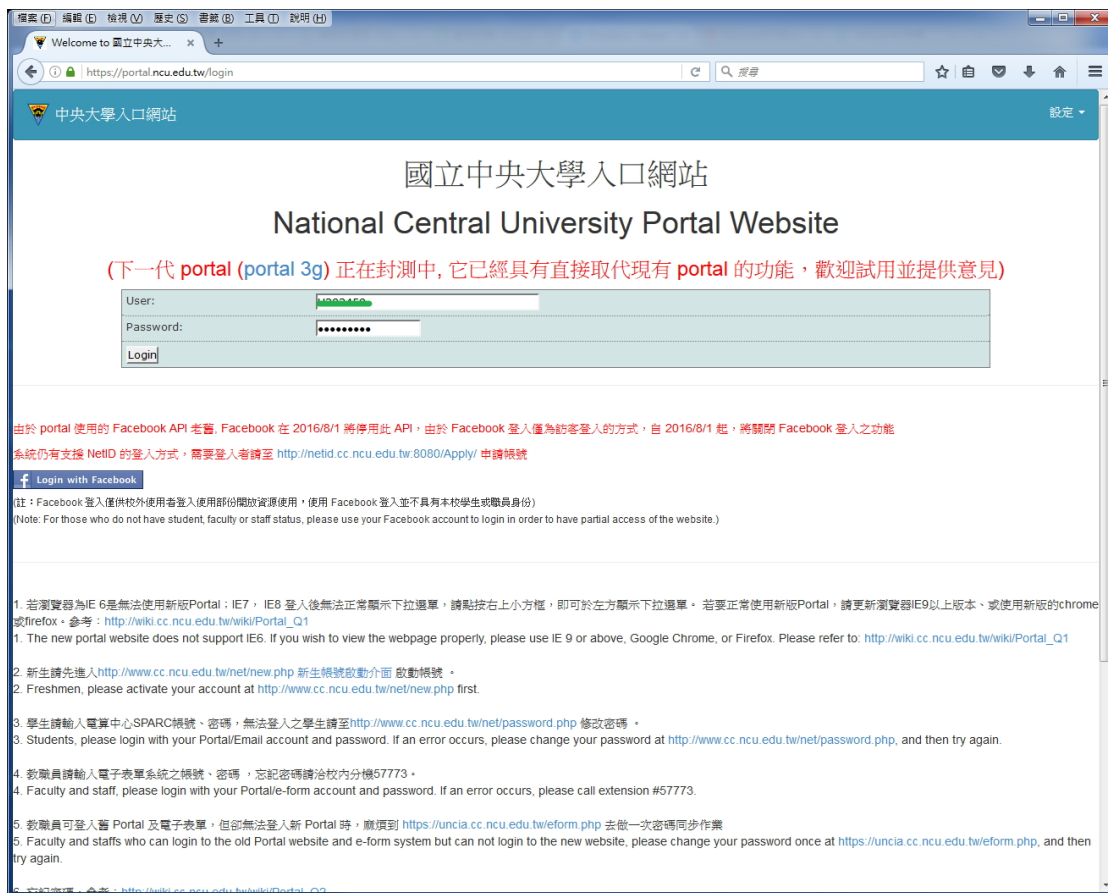 檔案(F) 編輯(E) 檢視(V) 歷史(S) 書籤(B) 工具(T) 說明(H)
Welcome to 國立中央大...
https://portal.ncu.edu.tw/login
搜尋
中央大學入口網站
設定
國立中央大學入口網站
National Central University Portal Website
(下一代 portal (portal 3g) 正在封測中, 它已經具有直接取代現有 portal 的功能，歡迎試用並提供意見)
User:
Password:
Login
由於 portal 使用的 Facebook API 老舊, Facebook 在 2016/8/1 將停用此 API，由於 Facebook 登入僅為訪客登入的方式，自 2016/8/1 起，將關閉 Facebook 登入之功能
系統仍有支援 NetID 的登入方式，需要登入者請至 http://netid.cc.ncu.edu.tw:8080/Apply/ 申請帳號
f Login with Facebook
(註：Facebook 登入僅供校外使用者登入使用部份開放資源使用，使用 Facebook 登入並不具有本校學生或職員身份)
(Note: For those who do not have student, faculty or staff status, please use your Facebook account to login in order to have partial access of the website.)
1. 若瀏覽器為IE 6是無法使用新版Portal；IE7， IE8 登入後無法正常顯示下拉選單，請點按右上小方框，即可於左方顯示下拉選單。 若要正常使用新版Portal，請更新瀏覽器IE9以上版本、或使用新版的chrome
或firefox。參考：http://wiki.cc.ncu.edu.tw/wiki/Portal_Q1
1. The new portal website does not support IE6. If you wish to view the webpage properly, please use IE 9 or above, Google Chrome, or Firefox. Please refer to: http://wiki.cc.ncu.edu.tw/wiki/Portal_Q1
2. 新生請先進入http://www.cc.ncu.edu.tw/net/new.php 新生帳號啟動介面 啟動帳號 。
2. Freshmen, please activate your account at http://www.cc.ncu.edu.tw/net/new.php first.
3. 學生請輸入電算中心SPARC帳號、密碼，無法登入之學生請至http://www.cc.ncu.edu.tw/net/password.php 修改密碼 。
3. Students, please login with your Portal/Email account and password. If an error occurs, please change your password at http://www.cc.ncu.edu.tw/net/password.php, and then try again.
4. 教職員請輸入電子表單系統之帳號、密碼 ，忘記密碼請洽校內分機57773。
4. Faculty and staff, please login with your Portal/e-form account and password. If an error occurs, please call extension #57773.
5. 教職員可登入舊 Portal 及電子表單，但卻無法登入新 Portal 時，麻煩到 https://uncia.cc.ncu.edu.tw/eform.php 去做一次密碼同步作業
5. Faculty and staffs who can login to the old Portal website and e-form system but can not login to the new website, please change your password once at https://uncia.cc.ncu.edu.tw/eform.php, and then
try again.
6. 忘記密碼，參考：http://wiki.cc.ncu.edu.tw/wiki/Portal_Q2